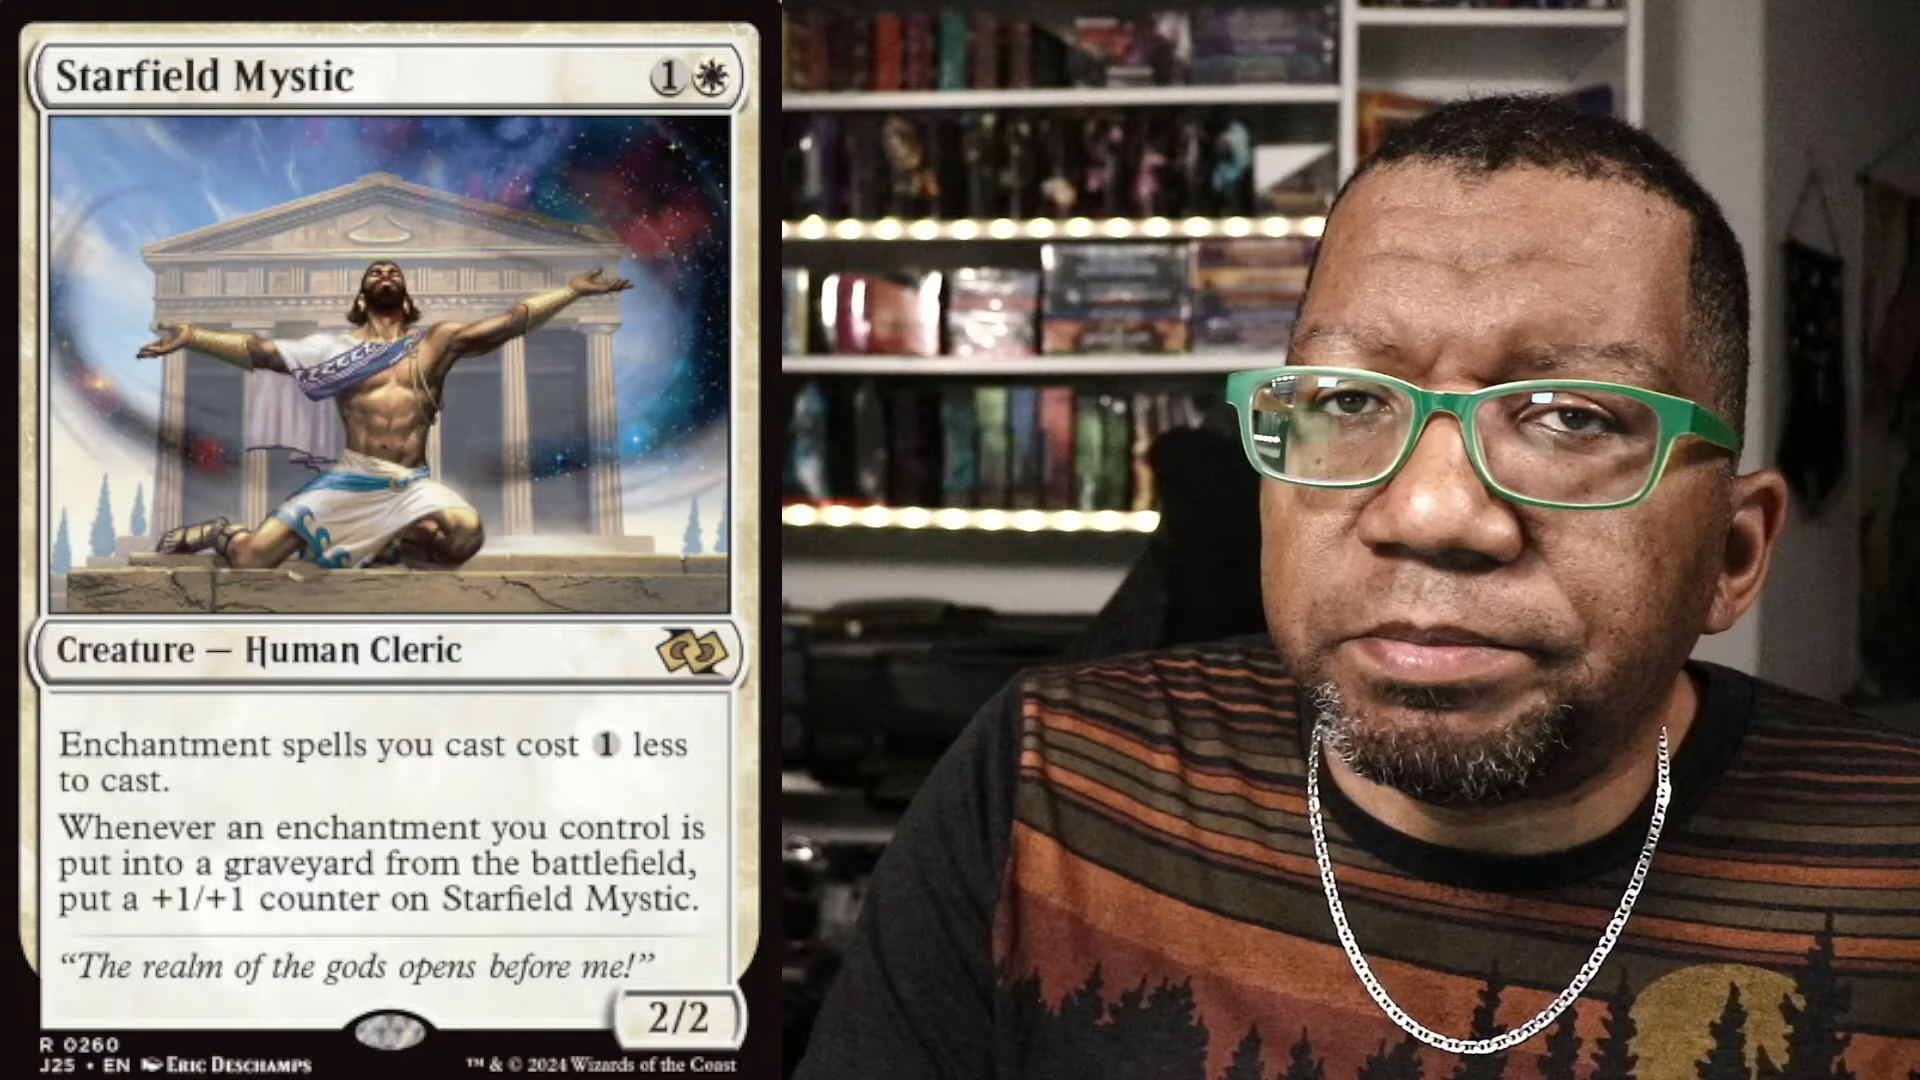 Starfield Mystic 1
Creature — Human Cleric
Enchantment spells you cast cost 1 less
to cast.
Whenever an enchantment you control is
put into a graveyard from the battlefield,
put a +1/+1 counter on Starfield Mystic.
“The realm of the gods opens before me!”
2/2
R 0260
J25 • EN ERIC DESCHAMPS
™ & © 2024 Wizards of the Coast